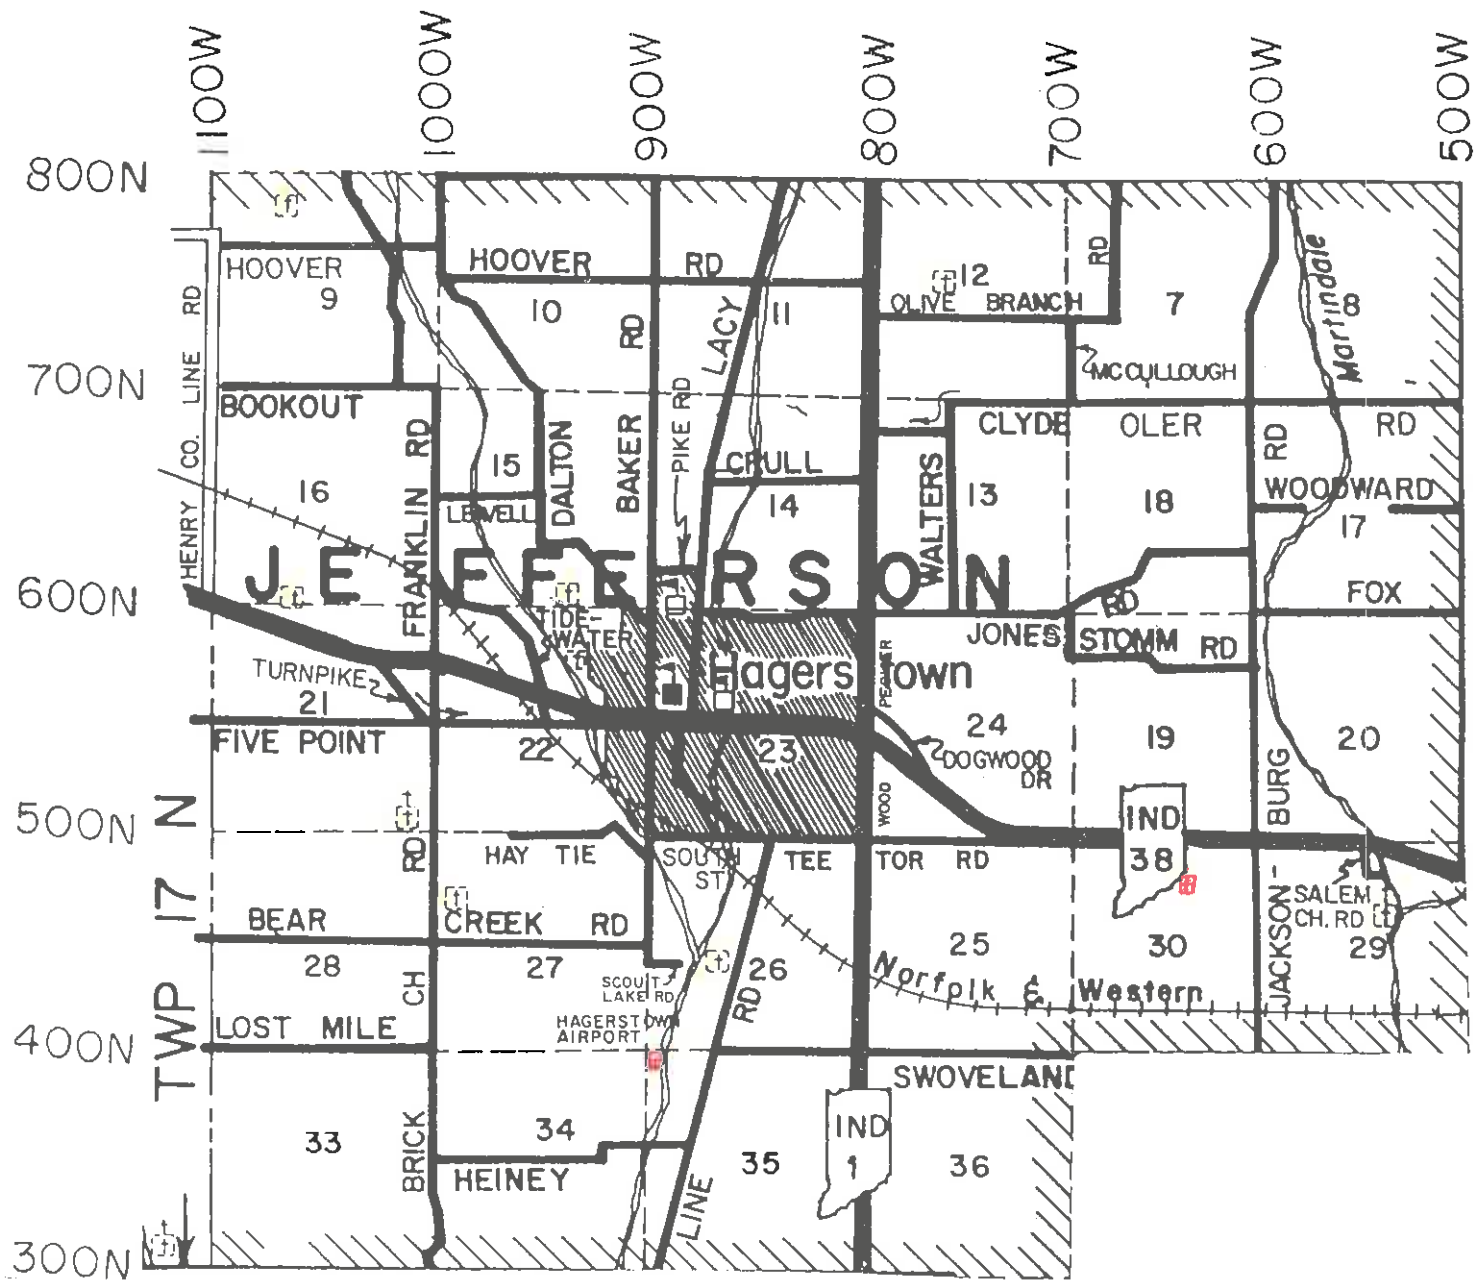 1100W
1000W
900W
800W
700W
600W
500W
800N
HOOVER
HOOVER RD
9
10
11
12
7
8
OLIVE BRANCH RD
LACY
RD
HENRY CO. LINE RD
Martindale
700N
MC CULLOUGH
BOOKOUT
PIKE RD
CLYDE OLER RD
FRANKLIN RD
DALTON
BAKER
CRULL
WALTERS
RD
WOODWARD
16
15
14
13
18
17
LEAVELL
JEFFERSON
600N
FOX
RD
TIDE-
WATER
JONES
STOMM RD
Hagerstown
TURNPIKE
21
22
23
24
19
20
FIVE POINT
DOGWOOD
DR
WOOD
BURG
TWP 17 N
500N
IND
38
HAY TIE
SOUTH
ST
TEETOR RD
RD
SALEM
CH. RD
BEAR CREEK RD
28
27
26
25
30
29
JACKSON-
CH
SCOUT
LAKE RD
RD
Norfolk & Western
LOST MILE
HAGERSTOWN
AIRPORT
400N
SWOVELAND
BRICK
IND
1
33
34
35
36
HEINEY
LINE
300N